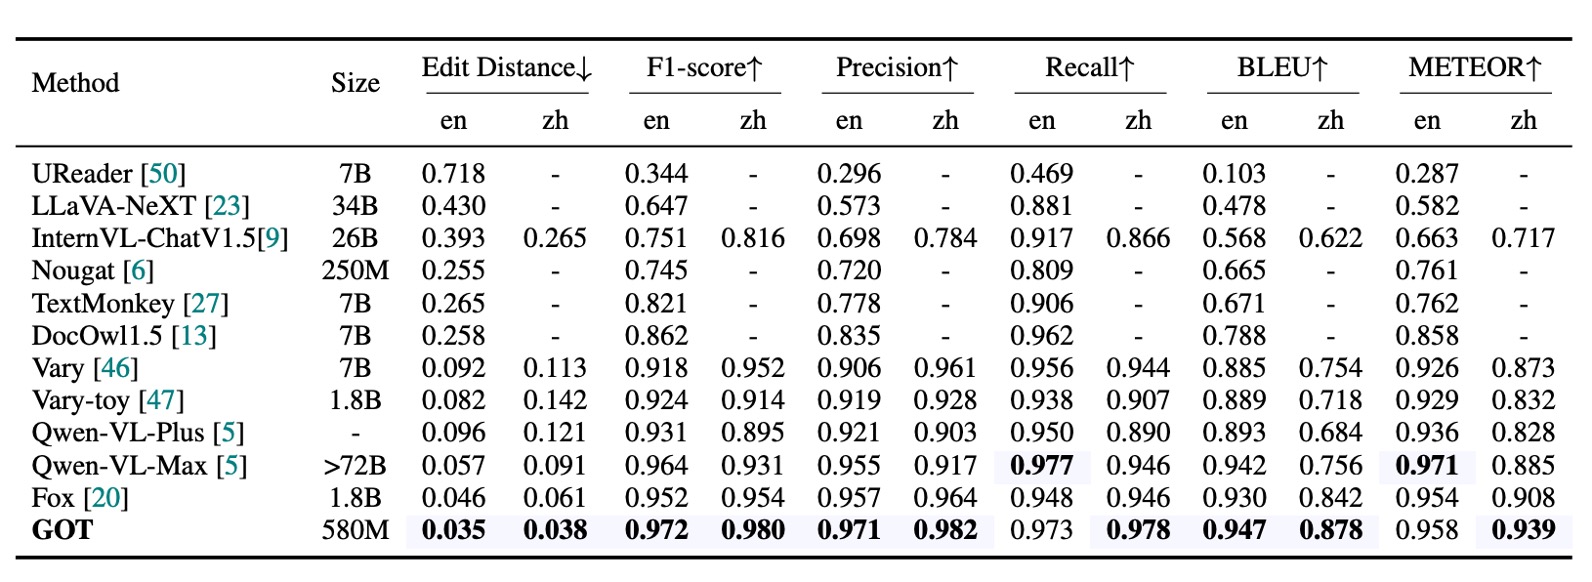 Method Size Edit Distance↓ F1-score↑ Precision↑ Recall↑ BLEU↑ METEOR↑
en zh en zh en zh en zh en zh en zh
UReader [50] 7B 0.718 - 0.344 - 0.296 - 0.469 - 0.103 - 0.287 -
LLaVA-NeXT [23] 34B 0.430 - 0.647 - 0.573 - 0.881 - 0.478 - 0.582 -
InternVL-ChatV1.5[9] 26B 0.393 0.265 0.751 0.816 0.698 0.784 0.917 0.866 0.568 0.622 0.663 0.717
Nougat [6] 250M 0.255 - 0.745 - 0.720 - 0.809 - 0.665 - 0.761 -
TextMonkey [27] 7B 0.265 - 0.821 - 0.778 - 0.906 - 0.671 - 0.762 -
DocOwl1.5 [13] 7B 0.258 - 0.862 - 0.835 - 0.962 - 0.788 - 0.858 -
Vary [46] 7B 0.092 0.113 0.918 0.952 0.906 0.961 0.956 0.944 0.885 0.754 0.926 0.873
Vary-toy [47] 1.8B 0.082 0.142 0.924 0.914 0.919 0.928 0.938 0.907 0.889 0.718 0.929 0.832
Qwen-VL-Plus [5] - 0.096 0.121 0.931 0.895 0.921 0.903 0.950 0.890 0.893 0.684 0.936 0.828
Qwen-VL-Max [5] >72B 0.057 0.091 0.964 0.931 0.955 0.917 0.977 0.946 0.942 0.756 0.971 0.885
Fox [20] 1.8B 0.046 0.061 0.952 0.954 0.957 0.964 0.948 0.946 0.930 0.842 0.954 0.908
GOT 580M 0.035 0.038 0.972 0.980 0.971 0.982 0.973 0.978 0.947 0.878 0.958 0.939